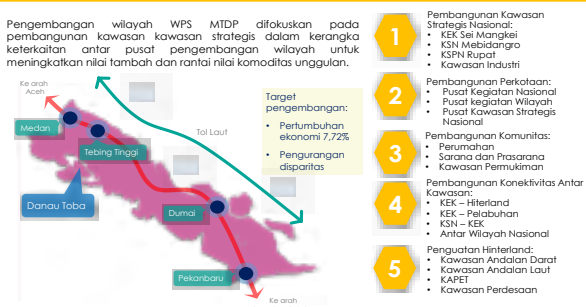 Pengembangan wilayah WPS MTDP difokuskan pada
pembangunan kawasan kawasan strategis dalam kerangka
keterkaitan antar pusat pengembangan wilayah untuk
meningkatkan nilai tambah dan rantai nilai komoditas unggulan.
Ke arah
Aceh
Medan
Tebing Tinggi
Danau Toba
Tol Laut
Dumai
Pekanbaru
Ke arah
Target
pengembangan:
• Pertumbuhan
ekonomi 7,72%
• Pengurangan
disparitas
1
Pembangunan Kawasan
Strategis Nasional:
• KEK Sei Mangkei
• KSN Mebidangro
• KSPN Rupat
• Kawasan Industri
2
Pembangunan Perkotaan:
• Pusat Kegiatan Nasional
• Pusat kegiatan Wilayah
• Pusat Kawasan Strategis
Nasional
3
Pembangunan Komunitas:
• Perumahan
• Sarana dan Prasarana
• Kawasan Permukiman
4
Pembangunan Konektivitas Antar
Kawasan:
• KEK – Hiterland
• KEK – Pelabuhan
• KSN – KEK
• Antar Wilayah Nasional
5
Penguatan Hinterland:
• Kawasan Andalan Darat
• Kawasan Andalan Laut
• KAPET
• Kawasan Perdesaan